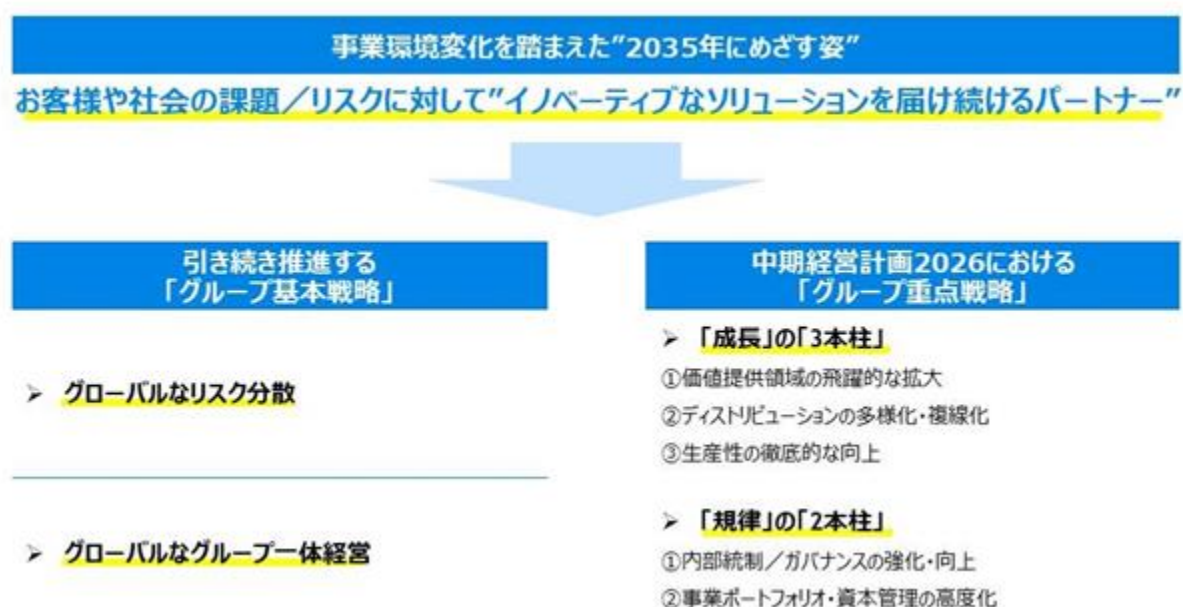 事業環境変化を踏まえた”2035年にめざす姿”
お客様や社会の課題／リスクに対して”イノベーティブなソリューションを届け続けるパートナー”
引き続き推進する
「グループ基本戦略」
➢ グローバルなリスク分散
➢ グローバルなグループ一体経営
中期経営計画2026における
「グループ重点戦略」
➢ 「成長」の「3本柱」
①価値提供領域の飛躍的な拡大
②ディストリビューションの多様化・複線化
③生産性の徹底的な向上
➢ 「規律」の「2本柱」
①内部統制／ガバナンスの強化・向上
②事業ポートフォリオ・資本管理の高度化